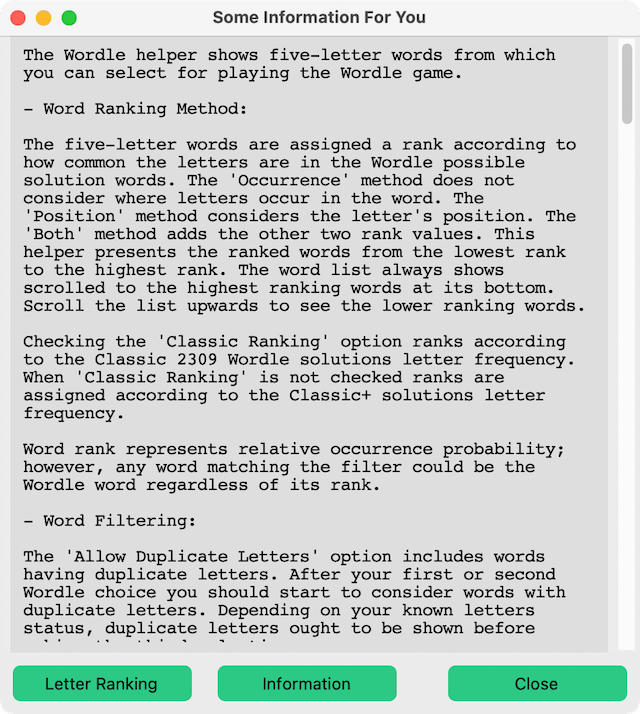 Some Information For You
The Wordle helper shows five-letter words from which
you can select for playing the Wordle game.
- Word Ranking Method:
The five-letter words are assigned a rank according to
how common the letters are in the Wordle possible
solution words. The 'Occurrence' method does not
consider where letters occur in the word. The
'Position' method considers the letter's position. The
'Both' method adds the other two rank values. This
helper presents the ranked words from the lowest rank
to the highest rank. The word list always shows
scrolled to the highest ranking words at its bottom.
Scroll the list upwards to see the lower ranking words.
Checking the 'Classic Ranking' option ranks according
to the Classic 2309 Wordle solutions letter frequency.
When 'Classic Ranking' is not checked ranks are
assigned according to the Classic+ solutions letter
frequency.
Word rank represents relative occurrence probability;
however, any word matching the filter could be the
Wordle word regardless of its rank.
- Word Filtering:
The 'Allow Duplicate Letters' option includes words
having duplicate letters. After your first or second
Wordle choice you should start to consider words with
duplicate letters. Depending on your known letters
status, duplicate letters ought to be shown before
Letter Ranking
Information
Close